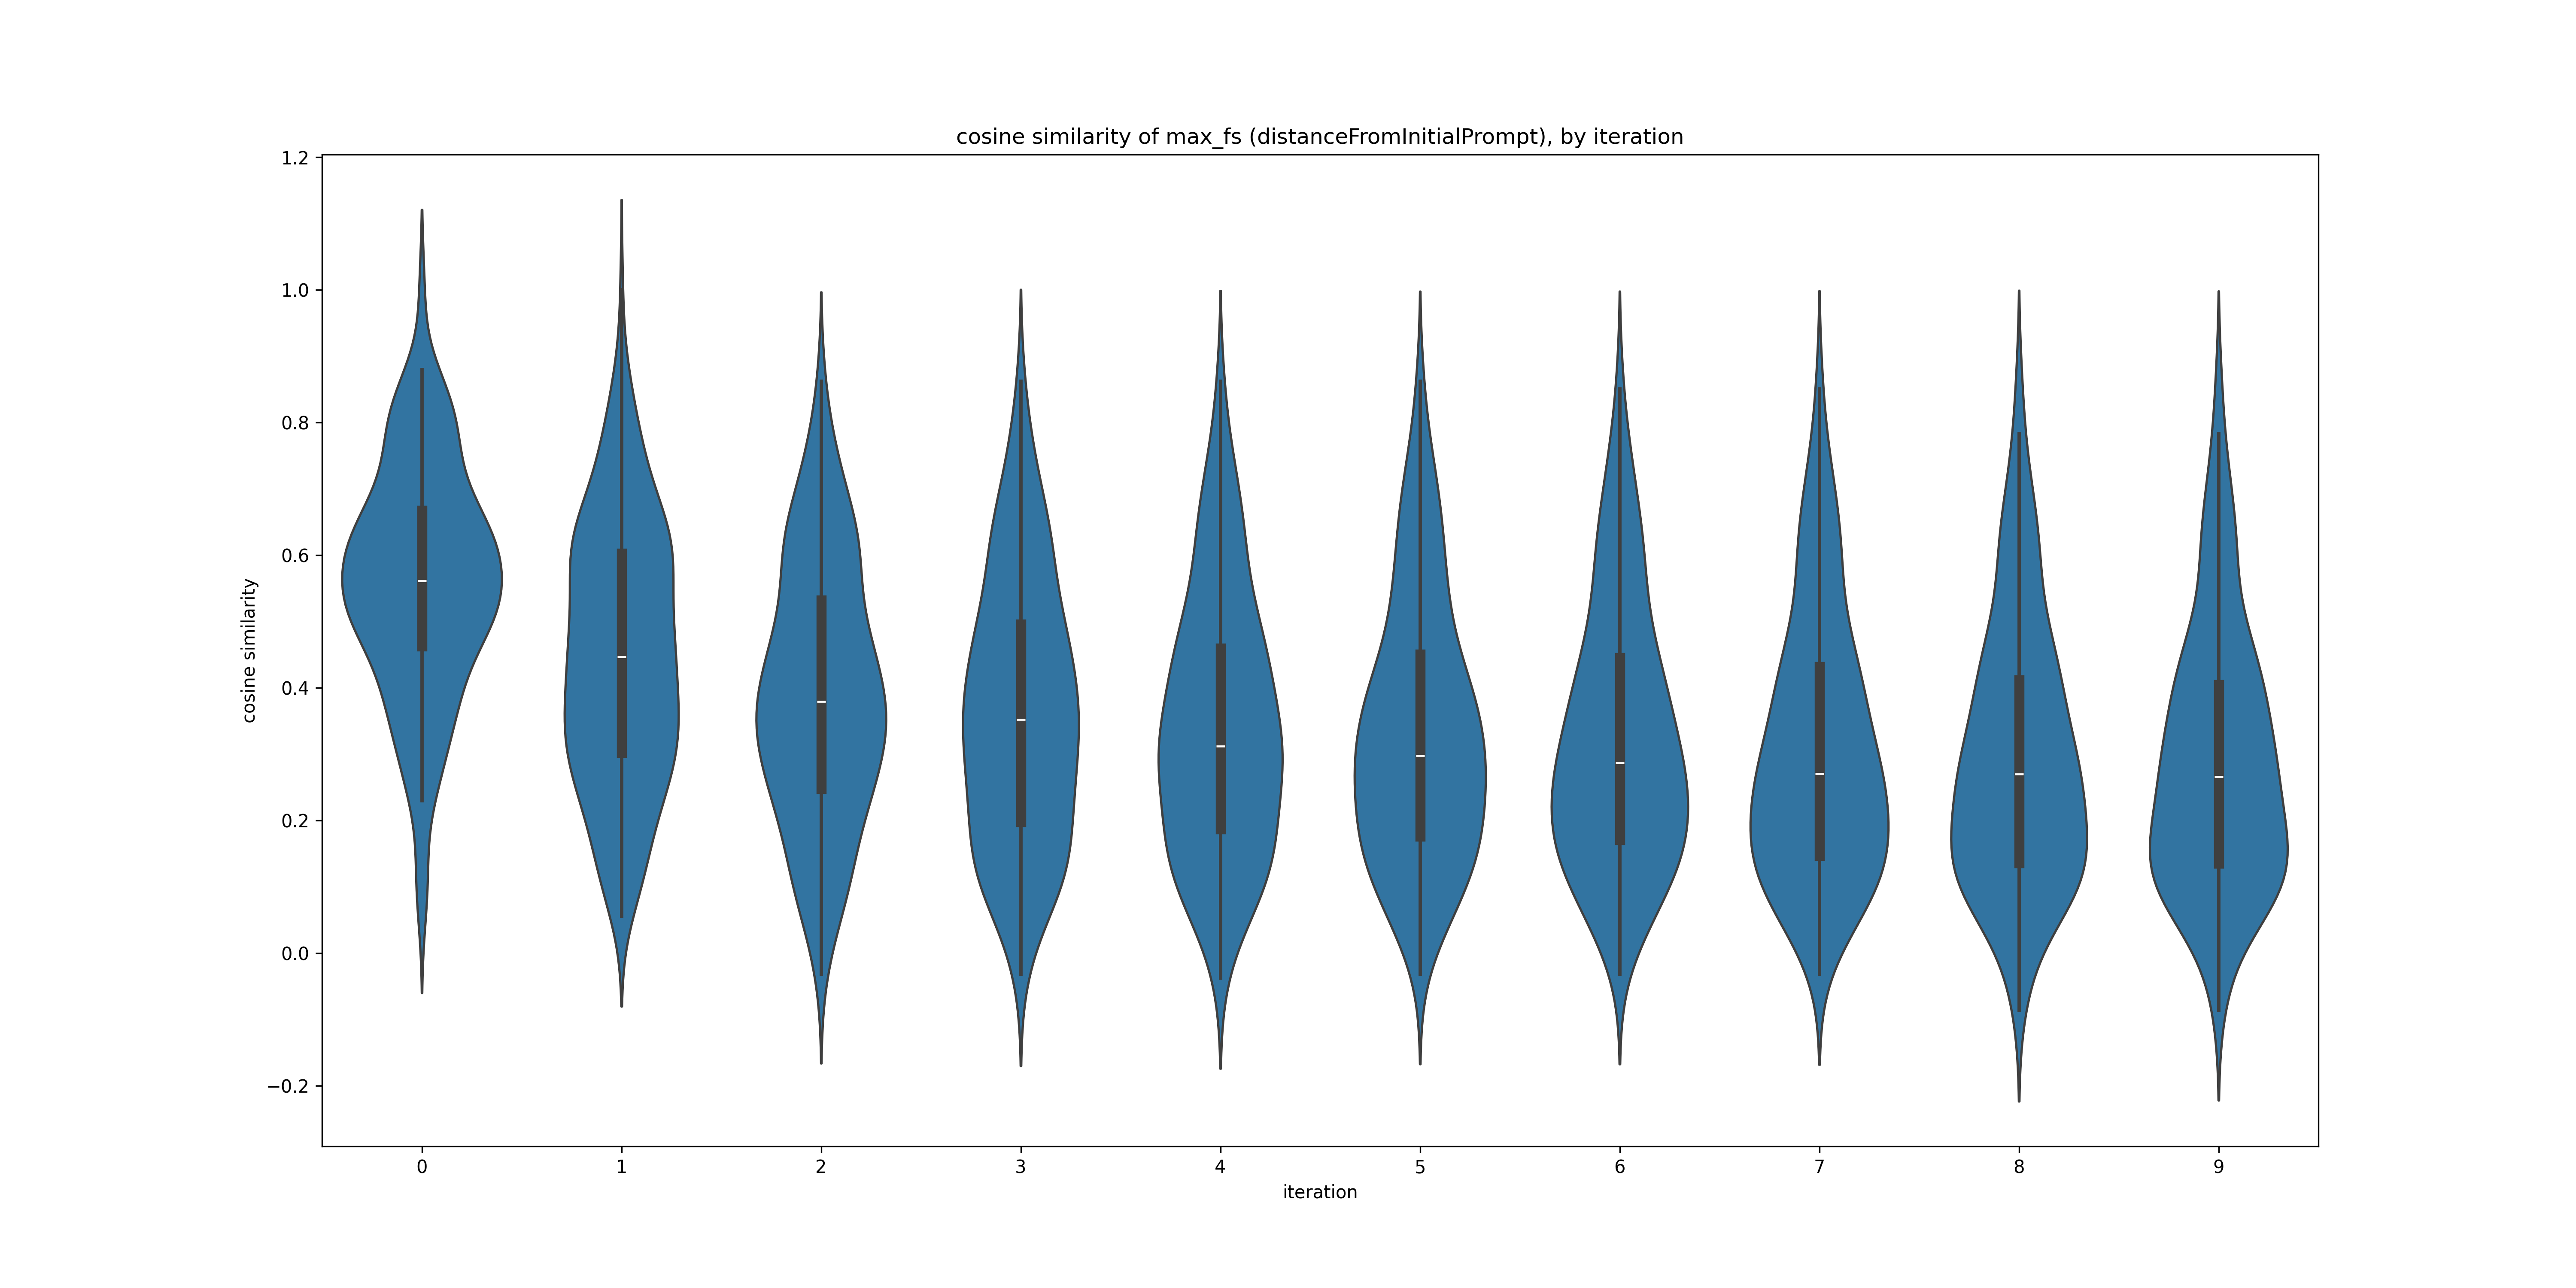 cosine similarity of max_fs (distanceFromInitialPrompt), by iteration
1.2
1.0
0.8
0.6
0.4
0.2
0.0
−0.2
cosine similarity
0 1 2 3 4 5 6 7 8 9
iteration